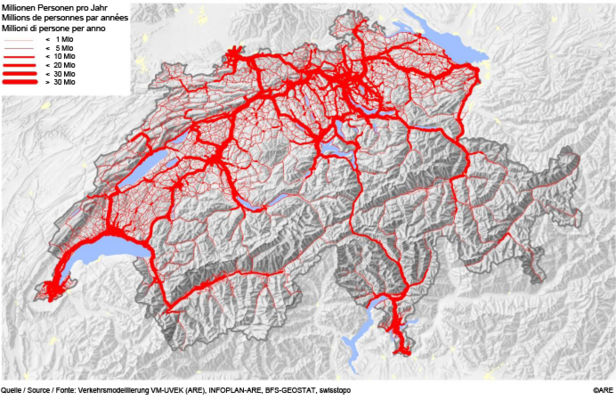 Millionen Personen pro Jahr
Millions de personnes par années
Millioni di persone per anno
< 1 Mio
< 5 Mio
< 10 Mio
< 20 Mio
< 30 Mio
> 30 Mio
Quelle / Source / Fonte: Verkehrsmodellierung VM-UVEK (ARE), INFOPLAN-ARE, BFS-GEOSTAT, swisstopo
©ARE